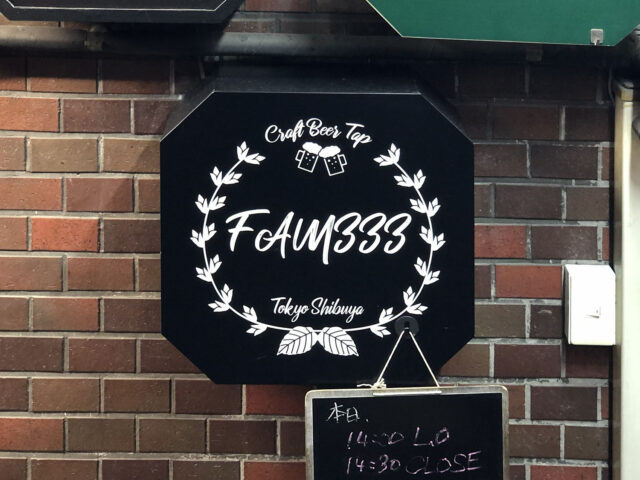 Craft Beer Tap
FAM333
Tokyo Shibuya
本日.
14:00 L.O
14:30 CLOSE